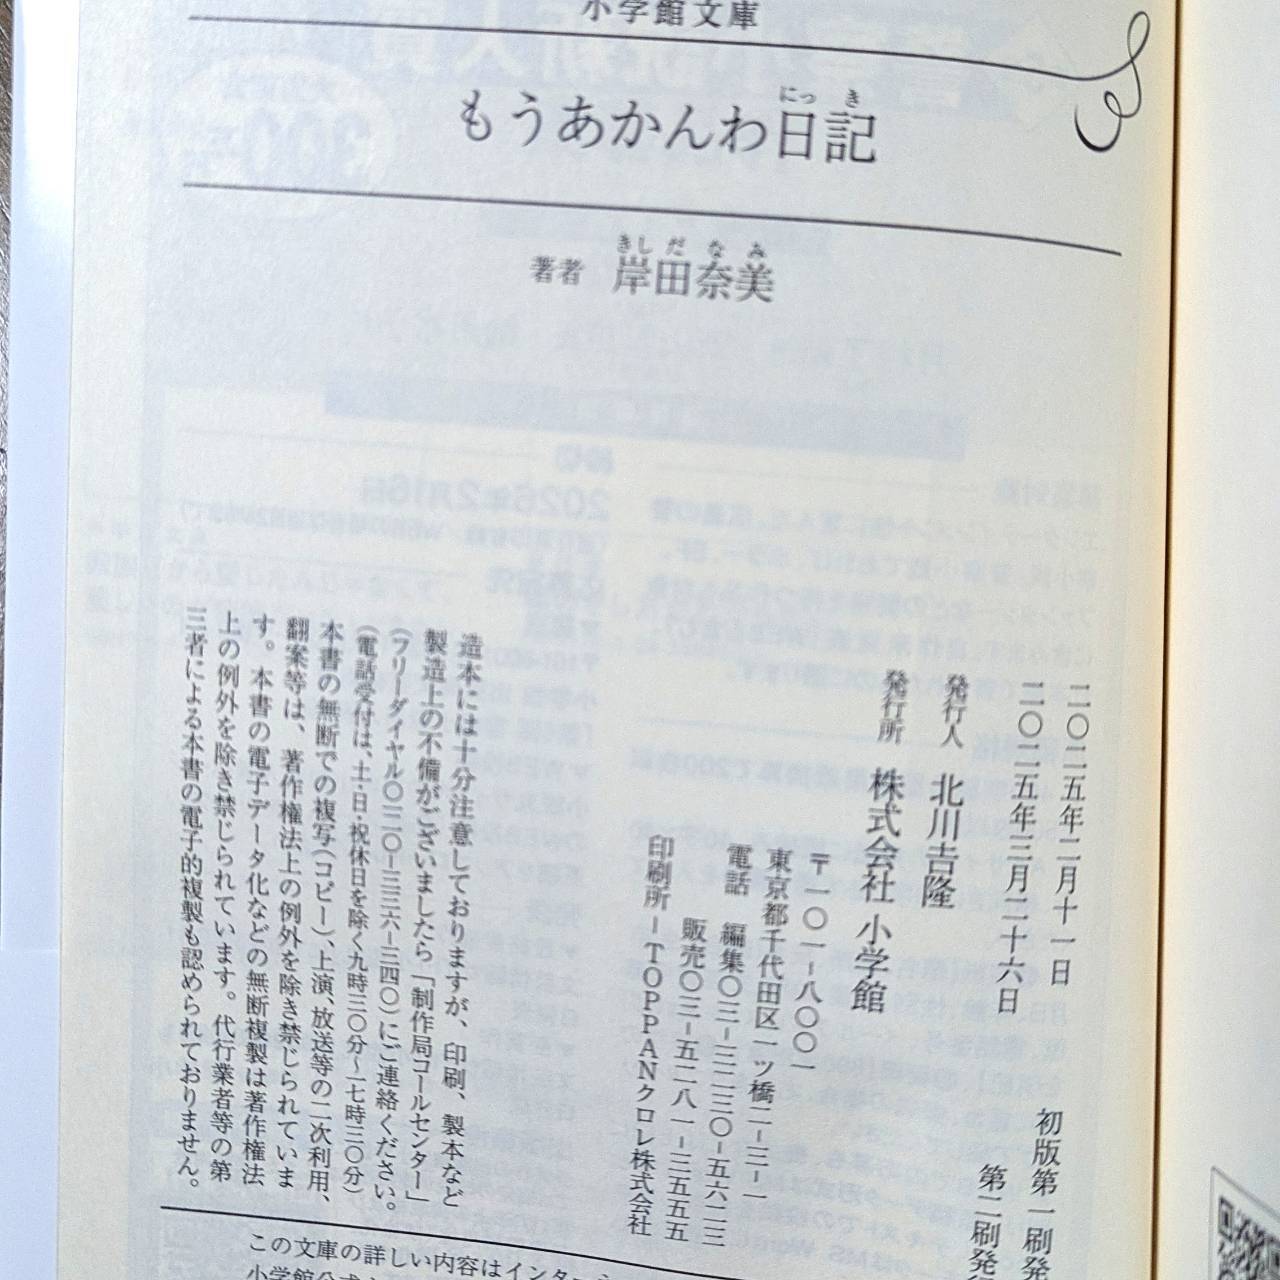 小学館文庫
もうあかんわ日記
にっき
著者 岸田奈美
きしだなみ
二〇二五年二月十一日 初版第一刷発
二〇二五年三月二十六日 第二刷発行
発行人 北川吉隆
発行所 株式会社 小学館
〒一〇一-八〇〇一
東京都千代田区一ツ橋二-三-一
電話 編集〇三-三二三〇-五六一三
販売〇三-五二八一-三五五五
印刷所――TOPPANクロレ株式会社
造本には十分注意しておりますが、印刷、製本など
製造上の不備がございましたら「制作局コールセンター」
(フリーダイヤル〇一二〇-三三六-三四〇)にご連絡ください。
(電話受付は、土・日・祝休日を除く九時三〇分~一七時三〇分)
本書の無断での複写(コピー)、上演、放送等の二次利用、
翻案等は、著作権法上の例外を除き禁じられていま
す。本書の電子データ化などの無断複製は著作権法
上の例外を除き禁じられています。代行業者等の第
三者による本書の電子的複製も認められておりません。
この文庫の詳しい内容はインター